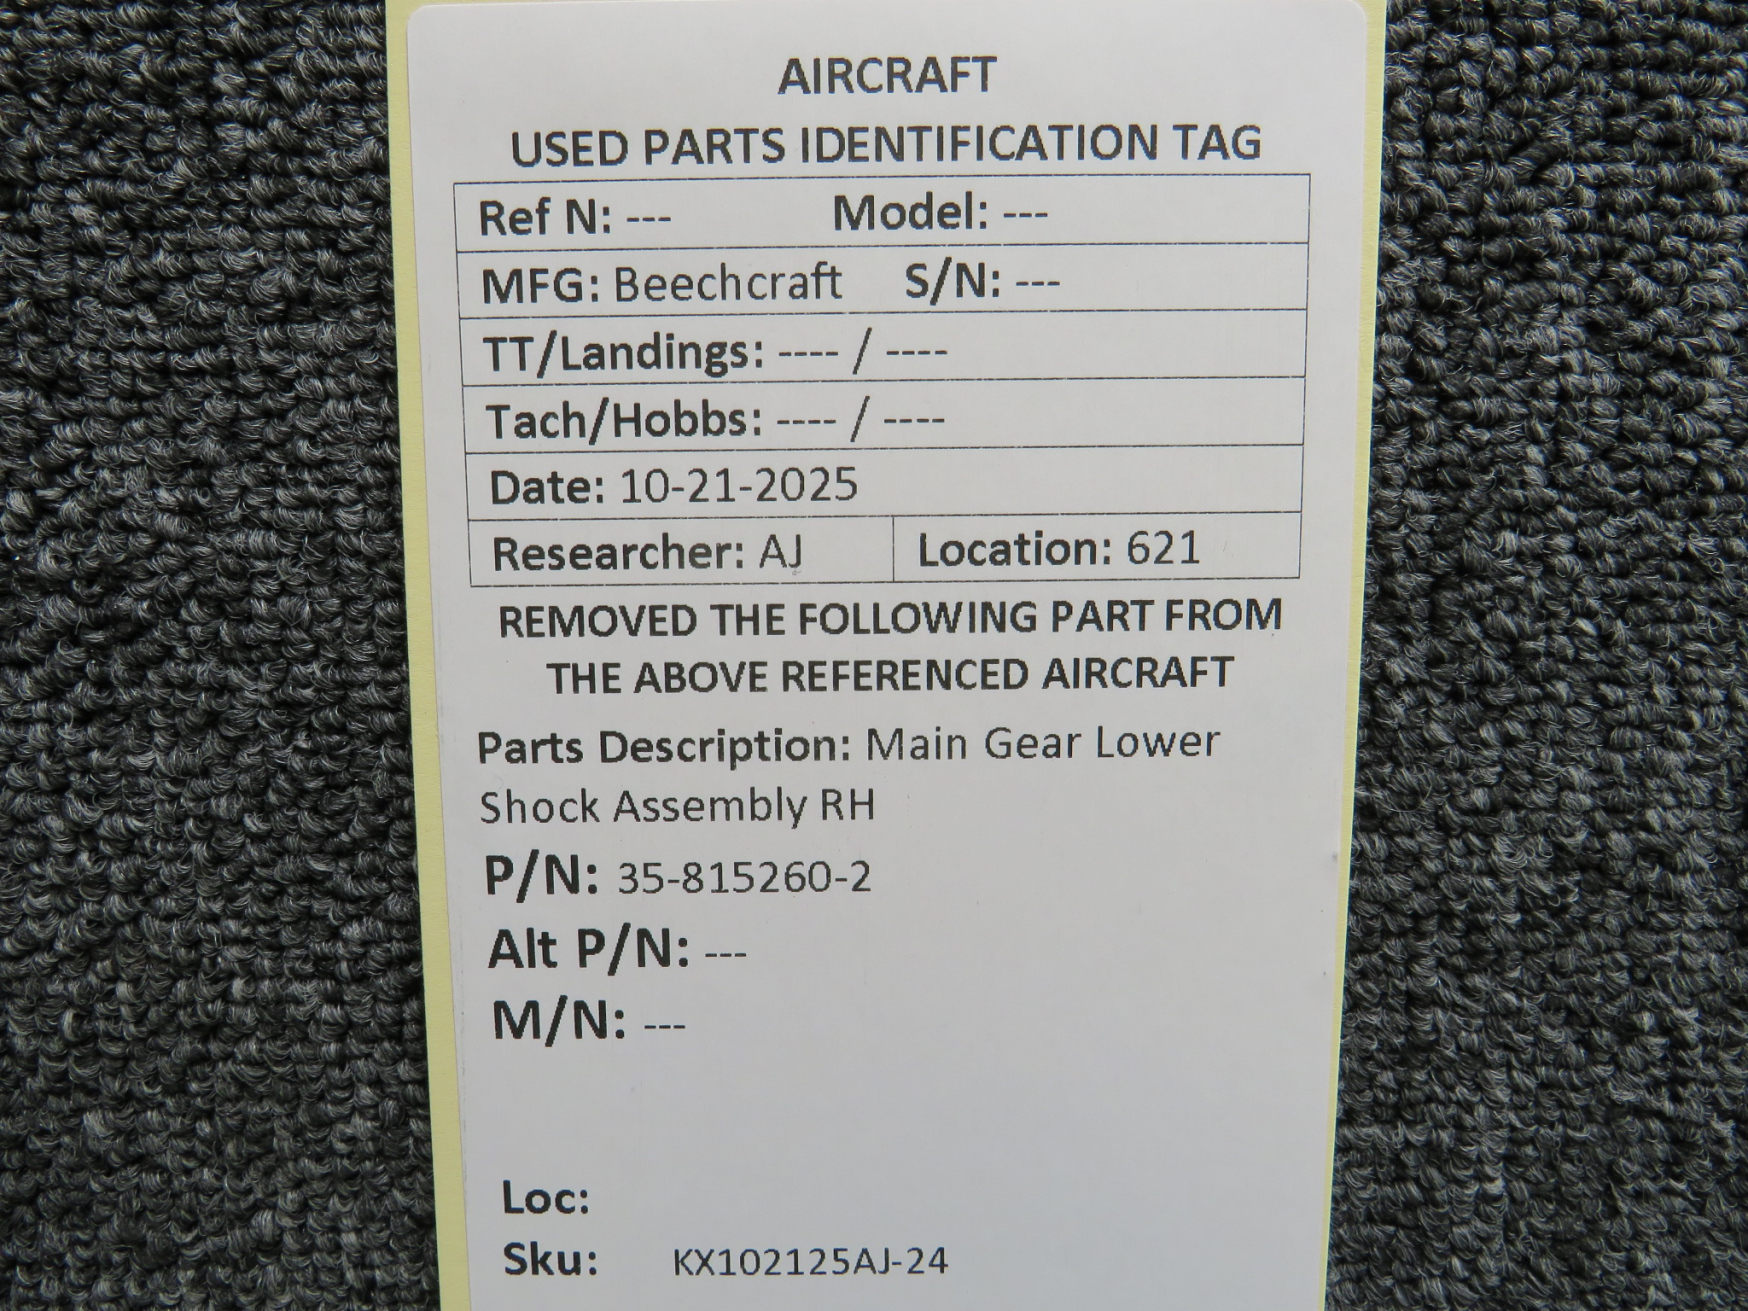 AIRCRAFT
USED PARTS IDENTIFICATION TAG
Ref N: --- Model: ---
MFG: Beechcraft S/N: ---
TT/Landings: ---- / ----
Tach/Hobbs: ---- / ----
Date: 10-21-2025
Researcher: AJ Location: 621
REMOVED THE FOLLOWING PART FROM
THE ABOVE REFERENCED AIRCRAFT
Parts Description: Main Gear Lower
Shock Assembly RH
P/N: 35-815260-2
Alt P/N: ---
M/N: ---
Loc:
Sku: KX102125AJ-24